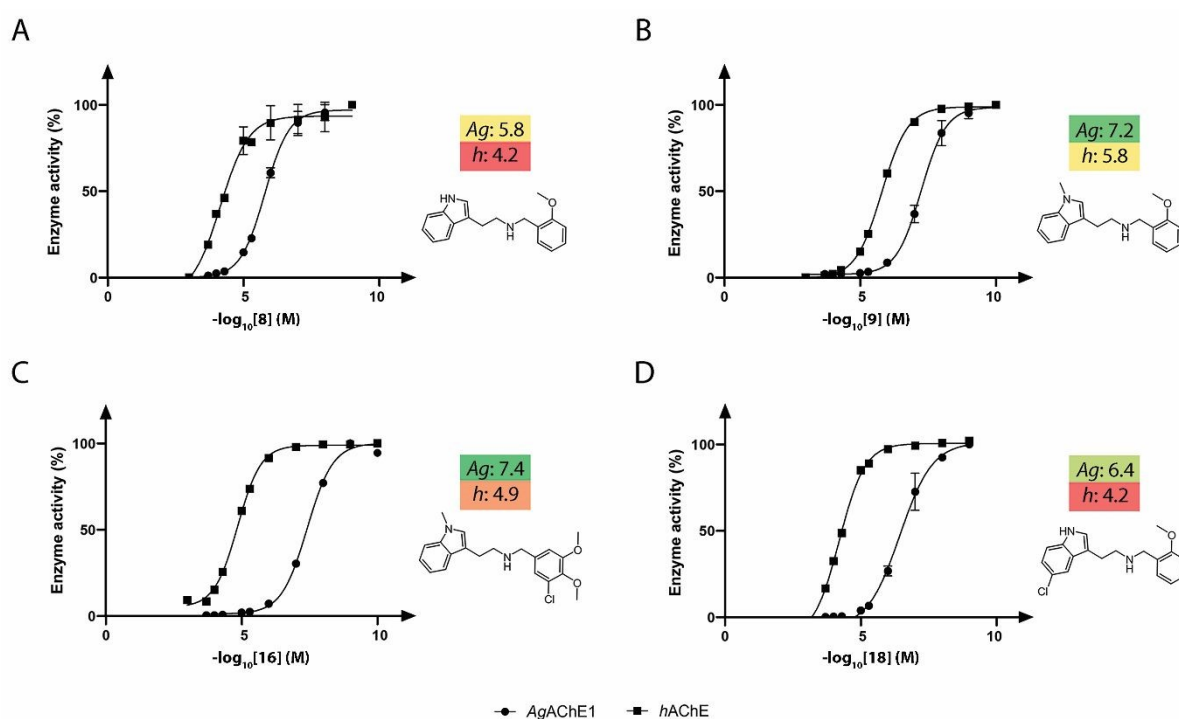 A
Enzyme activity (%)
100
50
0
0 5 10
-log10[8] (M)
Ag: 5.8
h: 4.2
HN
N
H
O
B
Enzyme activity (%)
100
50
0
0 5 10
-log10[9] (M)
Ag: 7.2
h: 5.8
N
N
H
O
C
Enzyme activity (%)
100
50
0
0 5 10
-log10[16] (M)
Ag: 7.4
h: 4.9
N
N
H
O
O
Cl
D
Enzyme activity (%)
100
50
0
0 5 10
-log10[18] (M)
Ag: 6.4
h: 4.2
HN
Cl
H
N
O
AgAChE1 hAChE